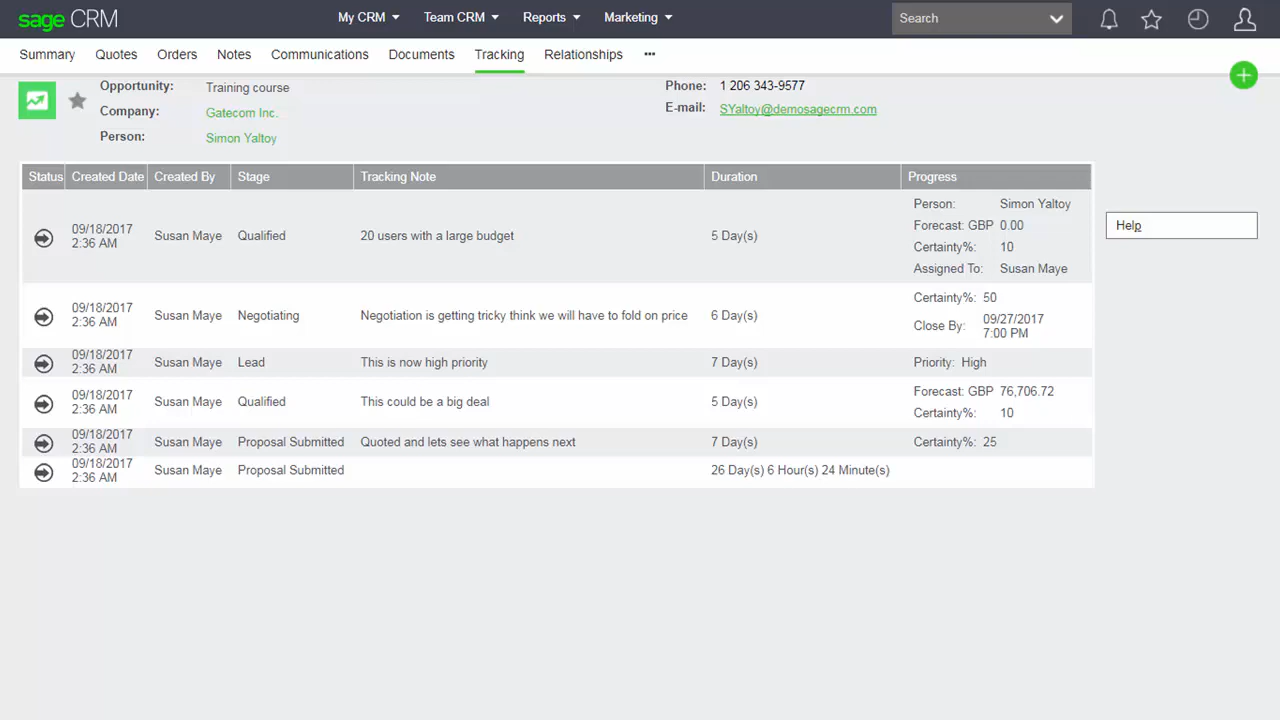 sage CRM My CRM Team CRM Reports Marketing Search
Summary Quotes Orders Notes Communications Documents Tracking Relationships •••
Opportunity: Training course Phone: 1 206 343-9577
Company: Gatecom Inc. E-mail: SYaltoy@demosagecrm.com
Person: Simon Yaltoy
Status Created Date Created By Stage Tracking Note Duration Progress
09/18/2017 2:36 AM Susan Maye Qualified 20 users with a large budget 5 Day(s) Person: Simon Yaltoy
Forecast: GBP 0.00
Certainty%: 10
Assigned To: Susan Maye
Help
09/18/2017 2:36 AM Susan Maye Negotiating Negotiation is getting tricky think we will have to fold on price 6 Day(s) Certainty%: 50
Close By: 09/27/2017 7:00 PM
09/18/2017 2:36 AM Susan Maye Lead This is now high priority 7 Day(s) Priority: High
09/18/2017 2:36 AM Susan Maye Qualified This could be a big deal 5 Day(s) Forecast: GBP 76,706.72
Certainty%: 10
09/18/2017 2:36 AM Susan Maye Proposal Submitted Quoted and lets see what happens next 7 Day(s) Certainty%: 25
09/18/2017 2:36 AM Susan Maye Proposal Submitted 26 Day(s) 6 Hour(s) 24 Minute(s)